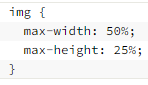 img {
  max-width: 50%;
  max-height: 25%;
}